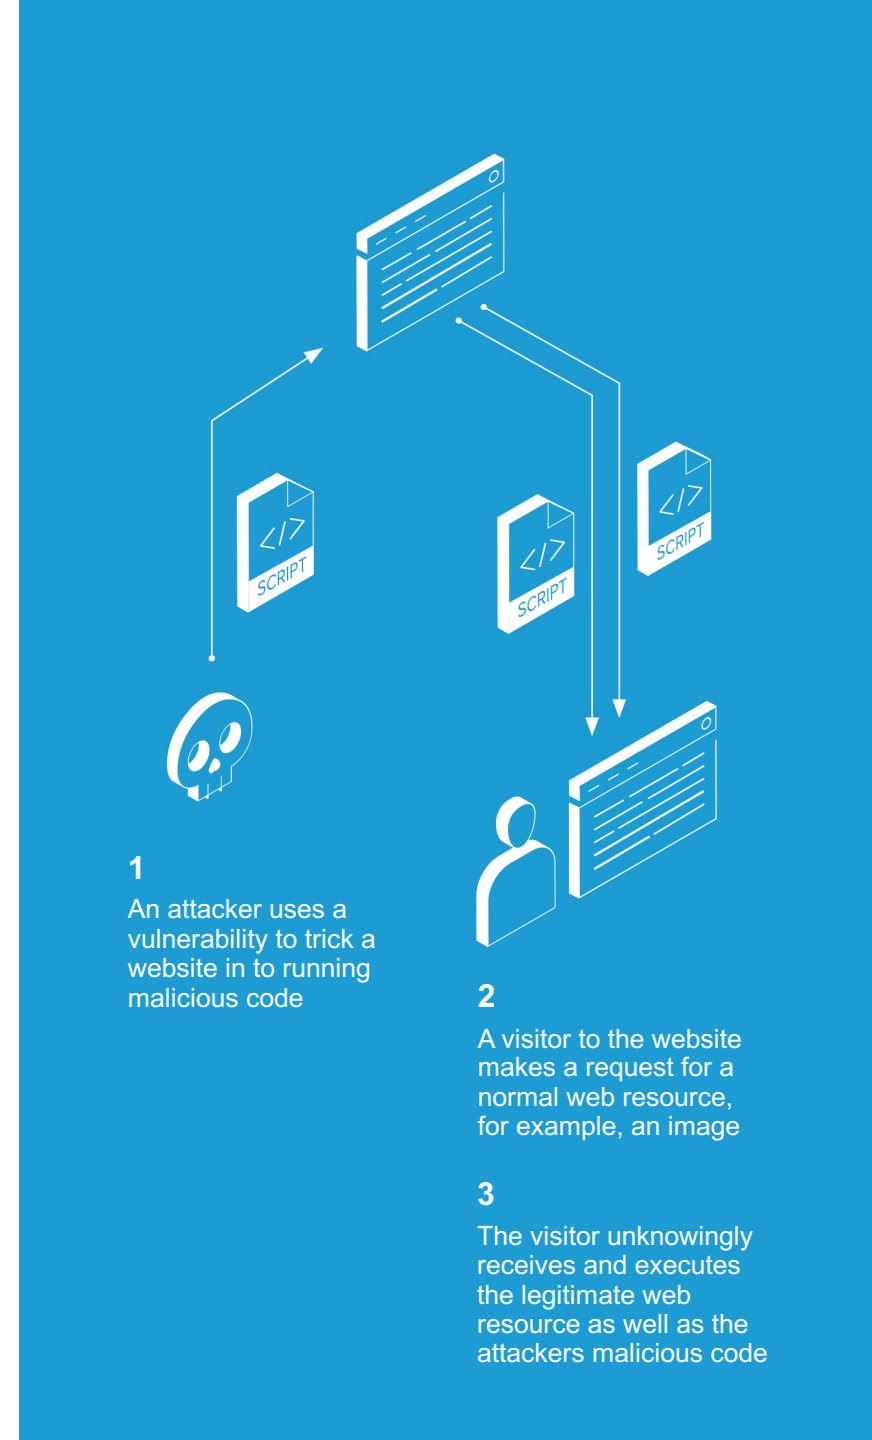 </>
SCRIPT
</>
SCRIPT
</>
SCRIPT
1
An attacker uses a
vulnerability to trick a
website in to running
malicious code
2
A visitor to the website
makes a request for a
normal web resource,
for example, an image
3
The visitor unknowingly
receives and executes
the legitimate web
resource as well as the
attackers malicious code